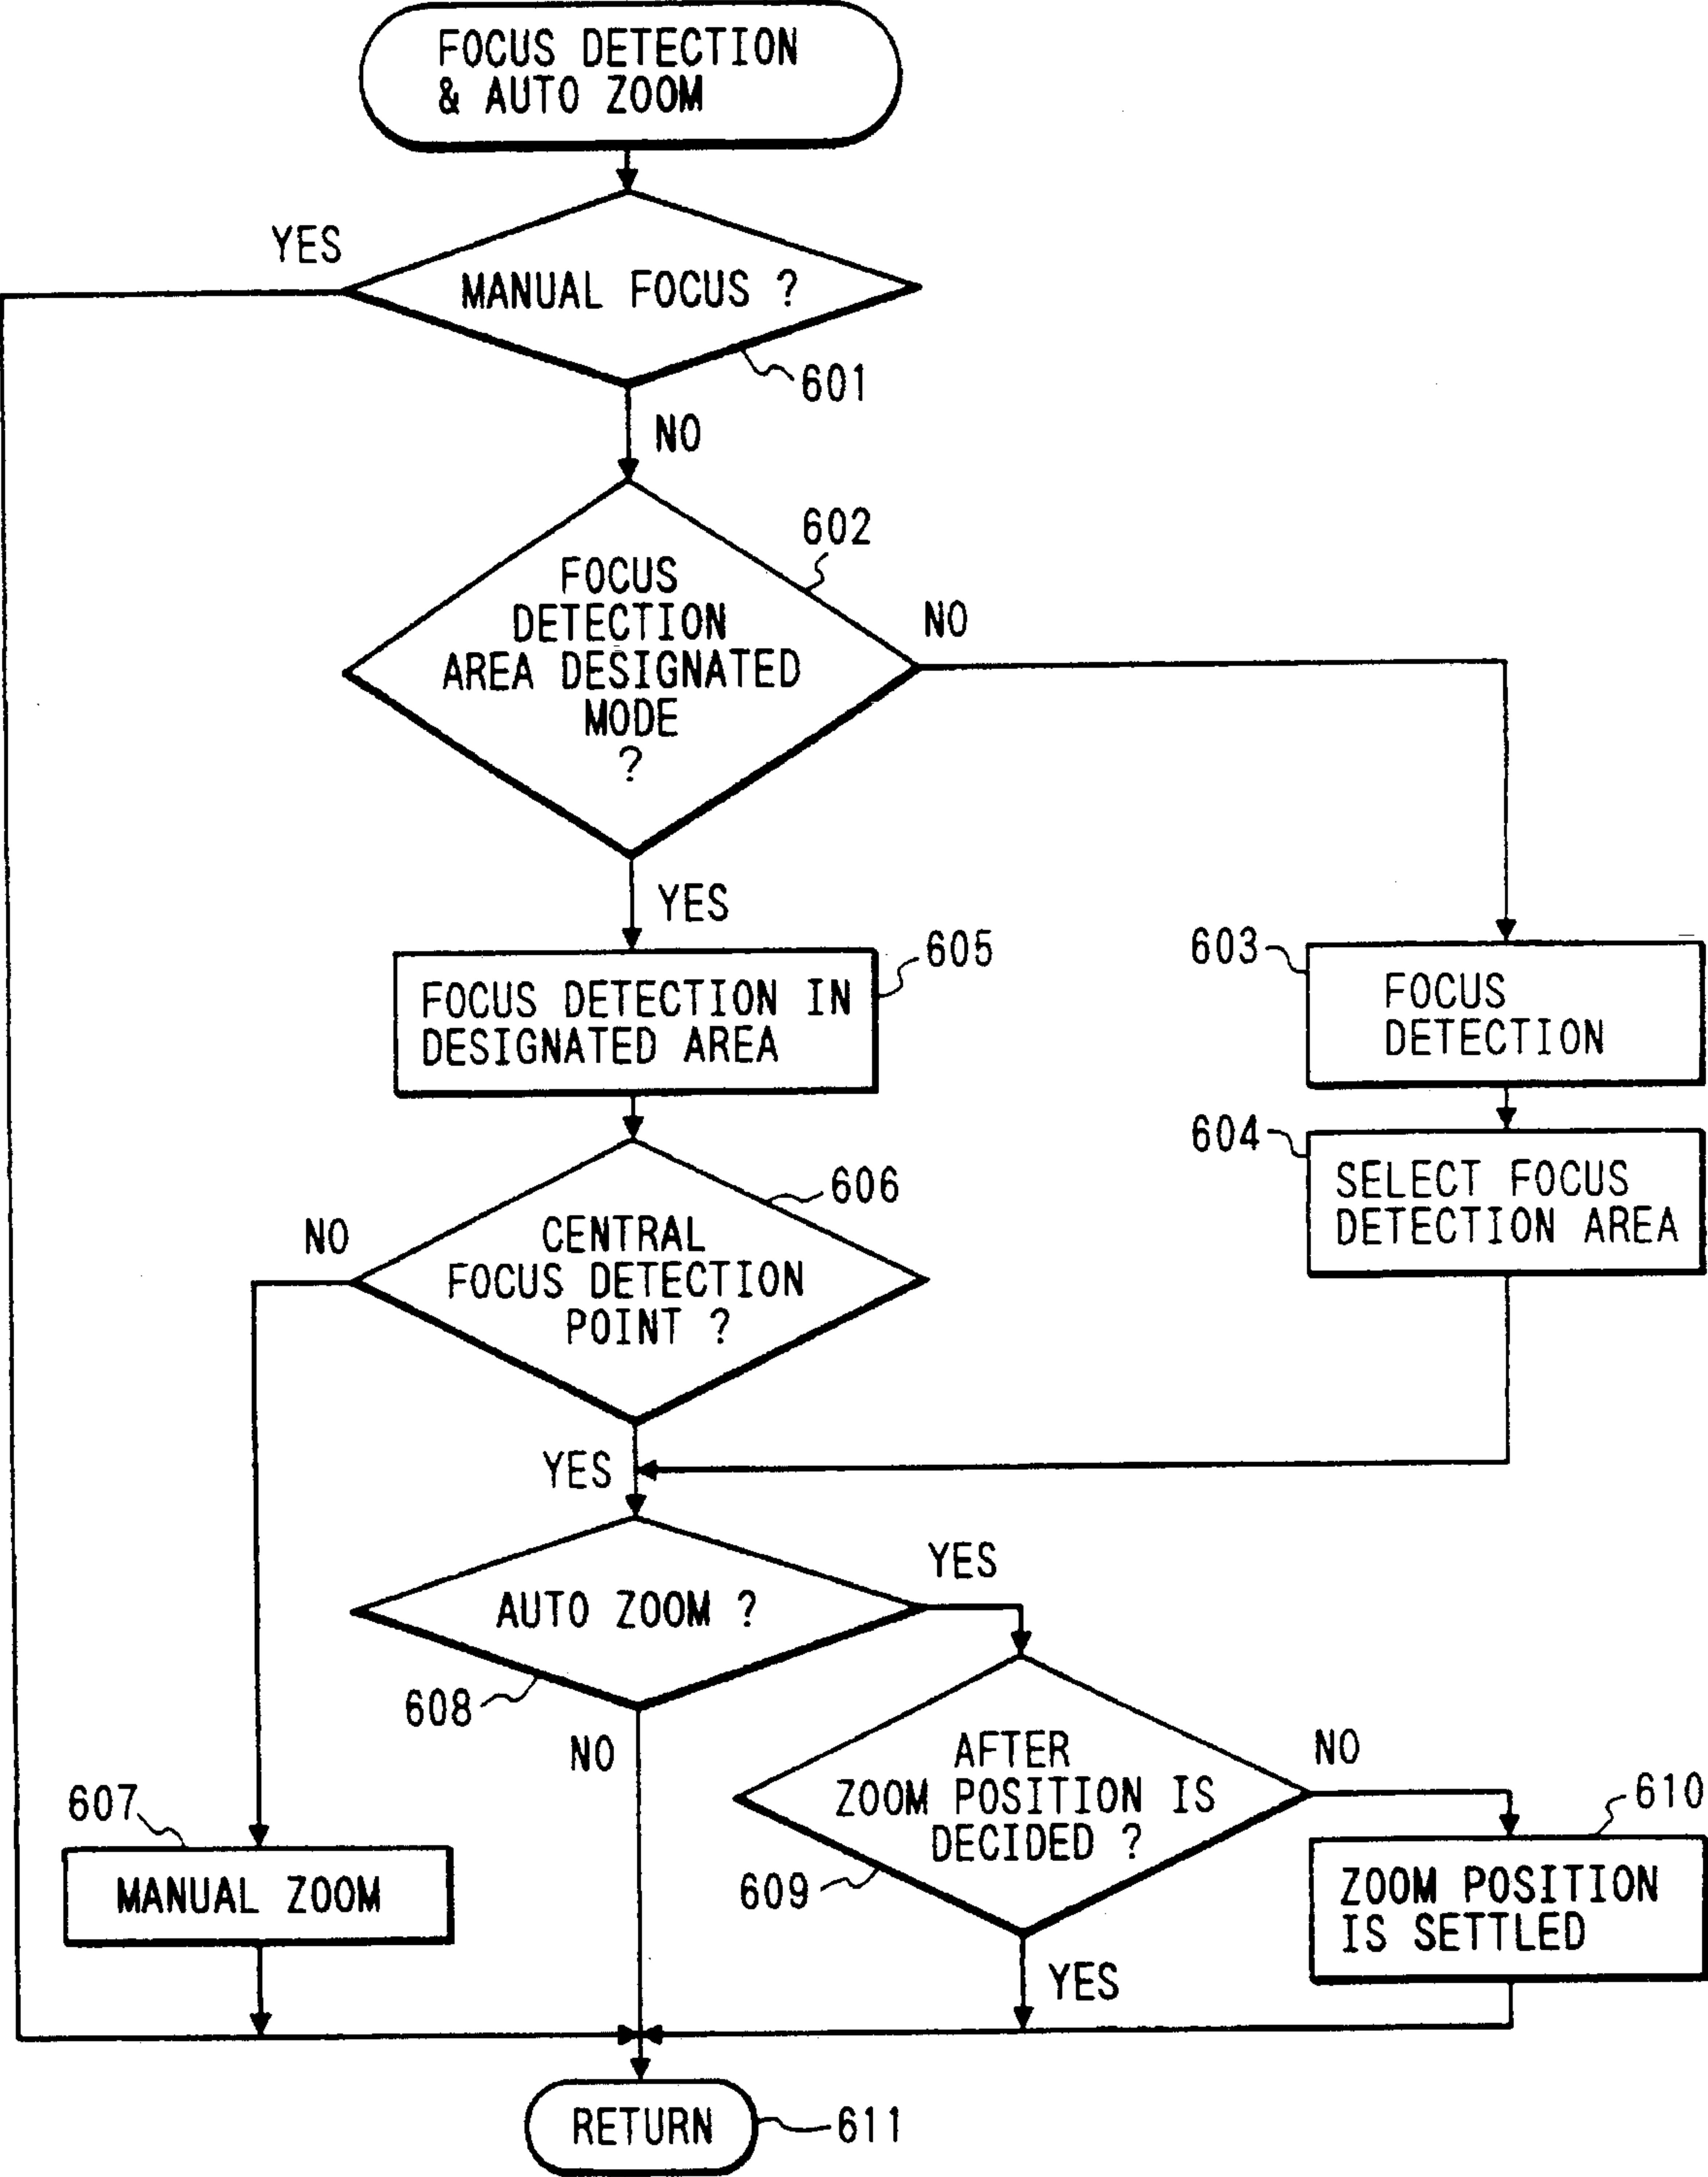 FOCUS DETECTION
& AUTO ZOOM
YES
MANUAL FOCUS ?
601
NO
602
FOCUS
DETECTION
AREA DESIGNATED
MODE
?
NO
YES
605
FOCUS DETECTION IN
DESIGNATED AREA
603
FOCUS
DETECTION
604
SELECT FOCUS
DETECTION AREA
606
NO
CENTRAL
FOCUS DETECTION
POINT ?
YES
AUTO ZOOM ?
YES
608
NO
AFTER
ZOOM POSITION IS
DECIDED ?
609
NO
610
ZOOM POSITION
IS SETTLED
607
MANUAL ZOOM
YES
RETURN
611